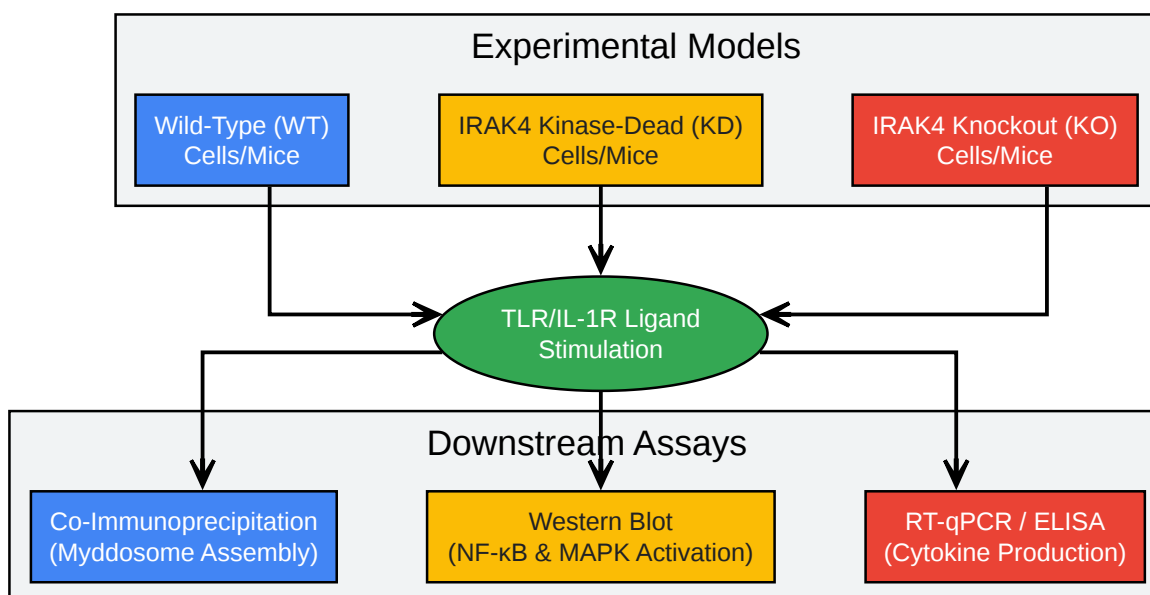 Experimental Models
Wild-Type (WT)
Cells/Mice
IRAK4 Kinase-Dead (KD)
Cells/Mice
IRAK4 Knockout (KO)
Cells/Mice
TLR/IL-1R Ligand
Stimulation
Downstream Assays
Co-Immunoprecipitation
(Myddosome Assembly)
Western Blot
(NF-κB & MAPK Activation)
RT-qPCR / ELISA
(Cytokine Production)